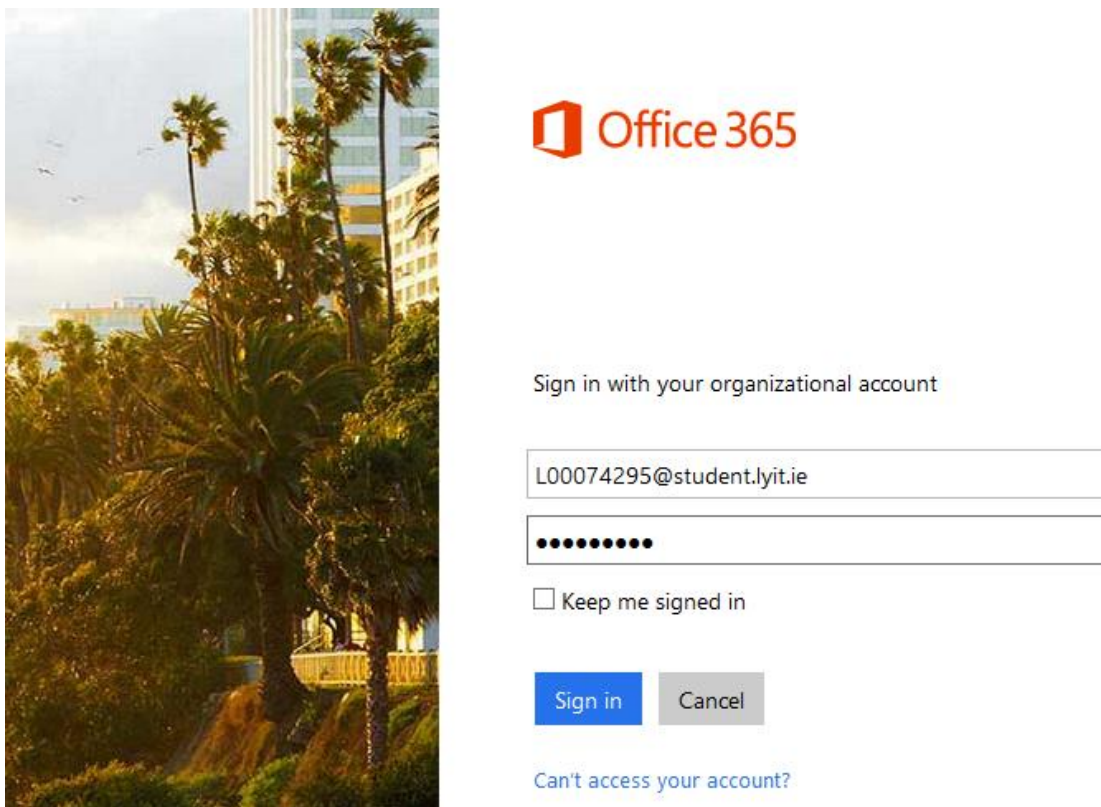 Office 365
Sign in with your organizational account
L00074295@student.lyit.ie
●●●●●●●●●
Keep me signed in
Sign in
Cancel
Can't access your account?